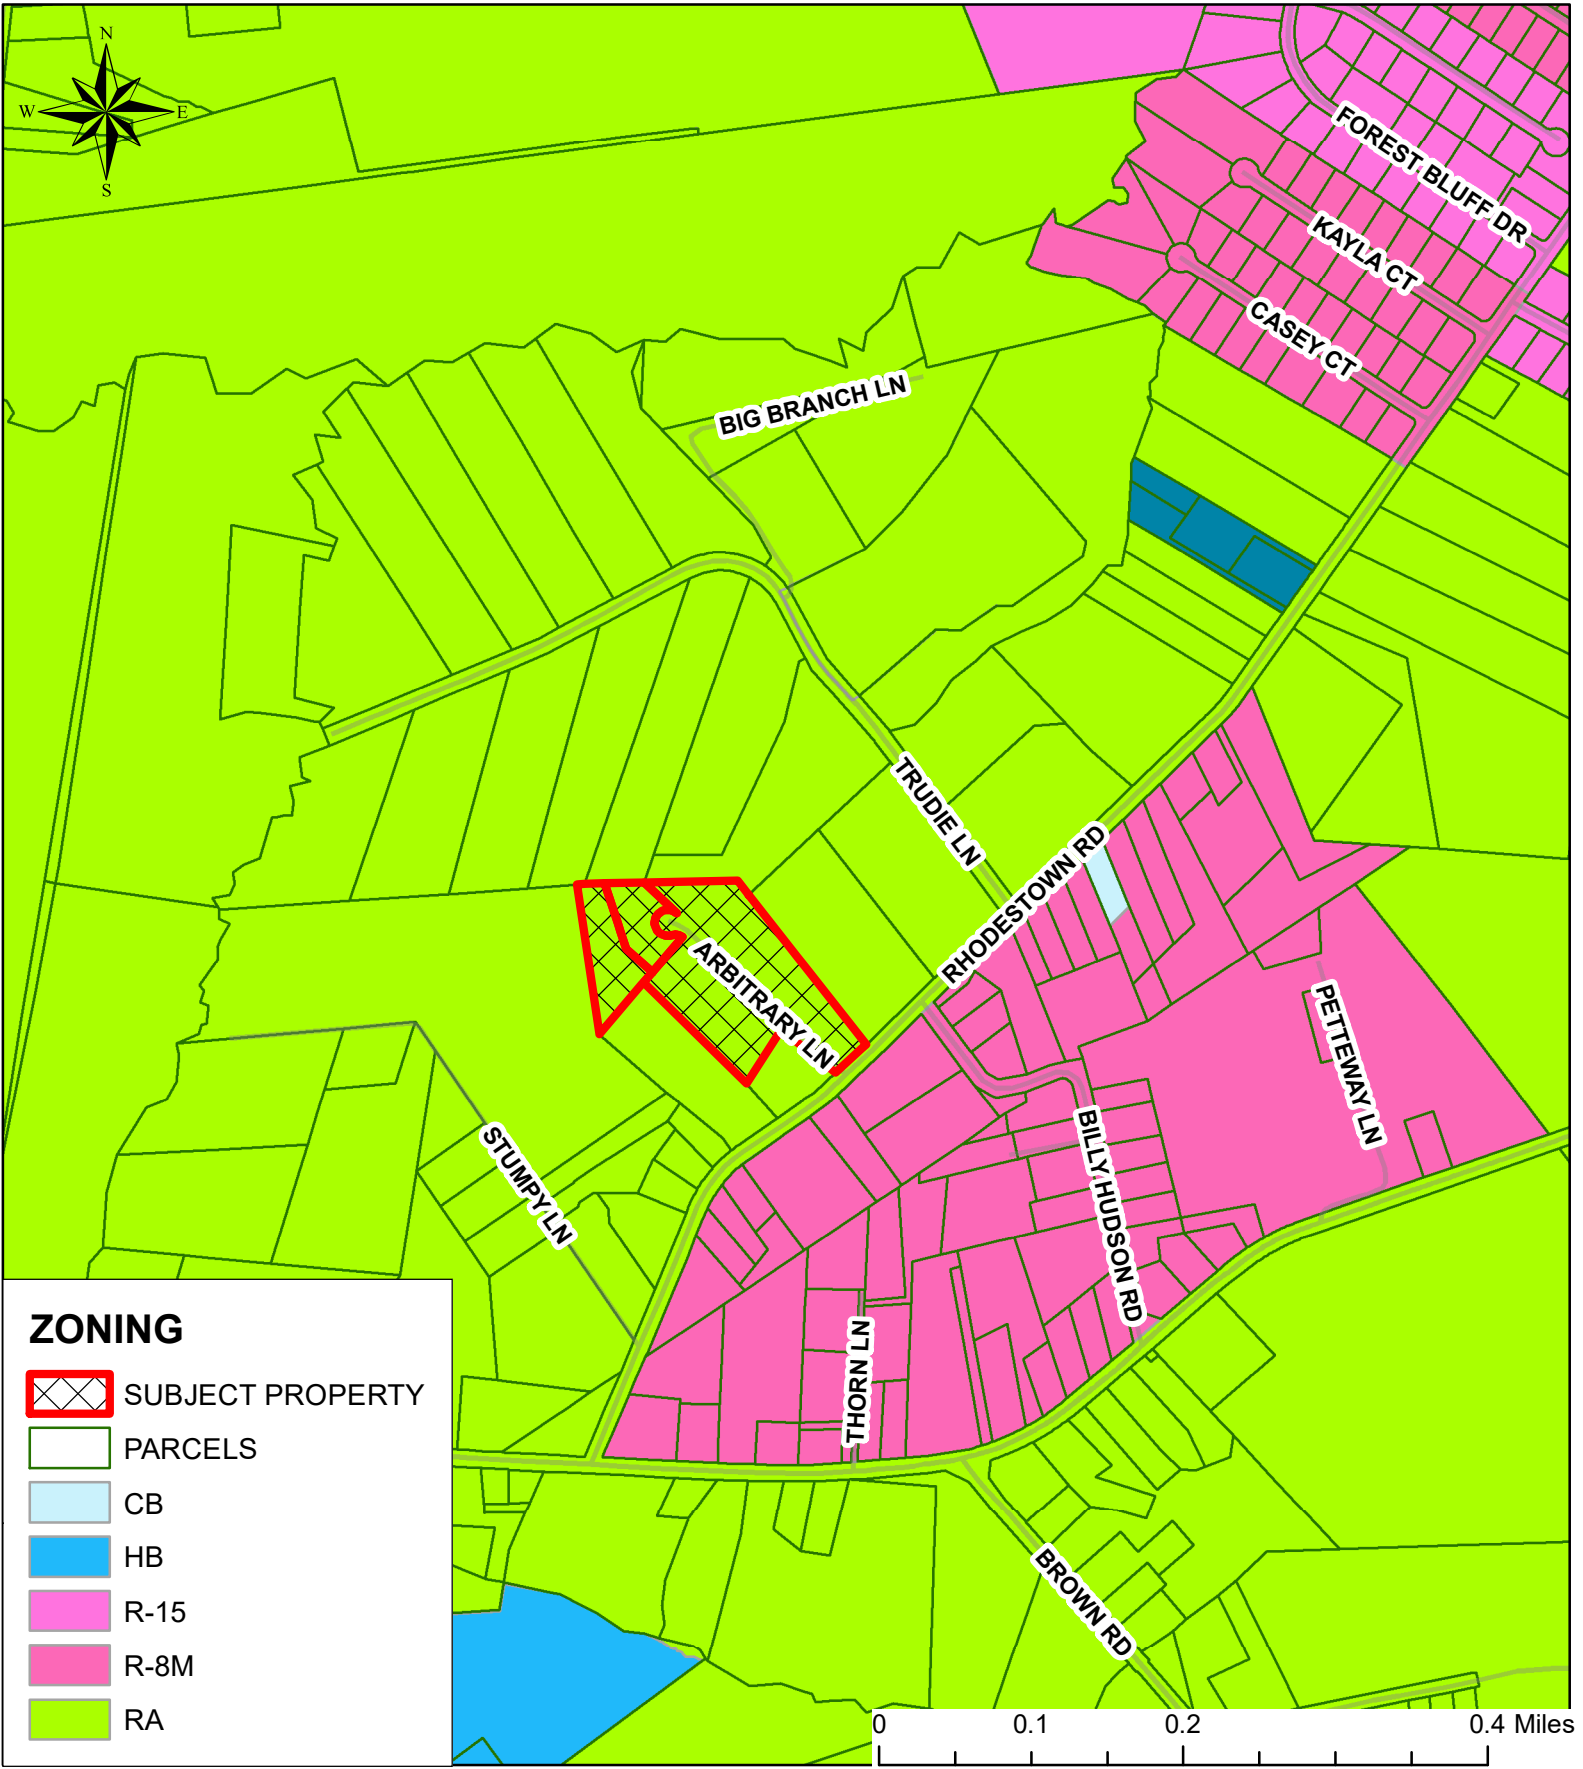 N
W E
S
FOREST BLUFF DR
KAYLA CT
CASEY CT
BIG BRANCH LN
TRUDIE LN
RHODESTOWN RD
ARBITRARY LN
PETTEWAY LN
STUMPY LN
BILLY HUDSON RD
THORN LN
BROWN RD
ZONING
SUBJECT PROPERTY
PARCELS
CB
HB
R-15
R-8M
RA
0 0.1 0.2 0.4 Miles